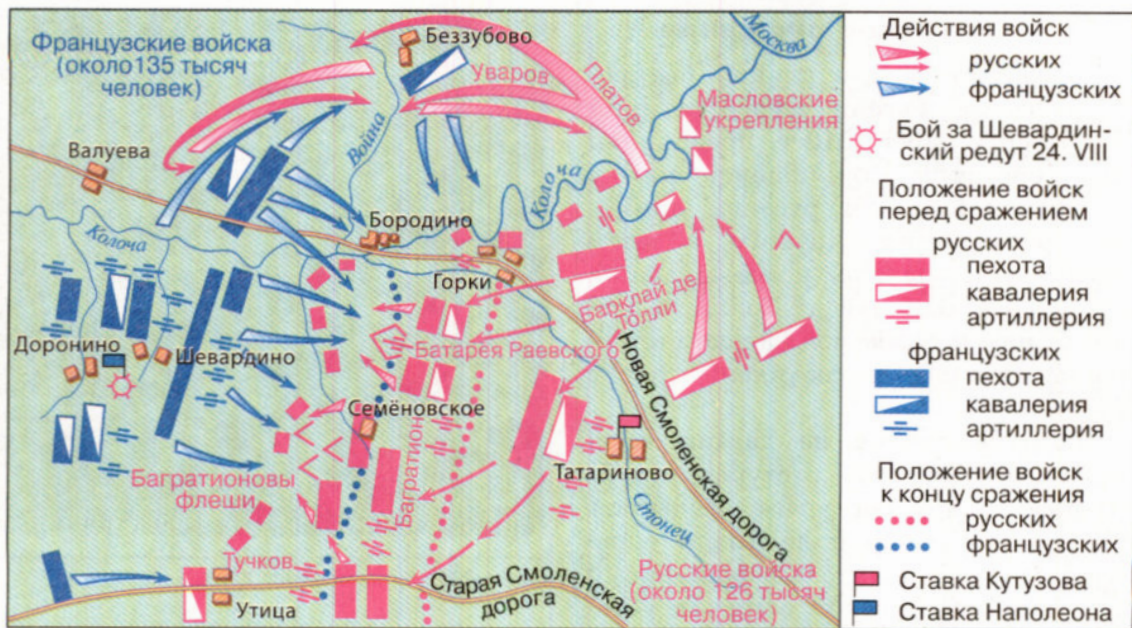 Французские войска
(около135 тысяч
человек)
Беззубово
Уваров
Платов
Москва
Масловские
укрепления
Валуева
Война
Колоча
Бородино
Колоча
Горки
Барклай де
Толли
Доронино
Шевардино
Батарея Раевского
Новая Смоленская дорога
Семёновское
Багратион
Татариново
Багратионовы
флеши
Стонец
Тучков
Утица
Старая Смоленская
дорога
Русские войска
(около 126 тысяч
человек)
Действия войск
русских
французских
Бой за Шевардин-
ский редут 24. VIII
Положение войск
перед сражением
русских
пехота
кавалерия
артиллерия
французских
пехота
кавалерия
артиллерия
Положение войск
к концу сражения
русских
французских
Ставка Кутузова
Ставка Наполеона